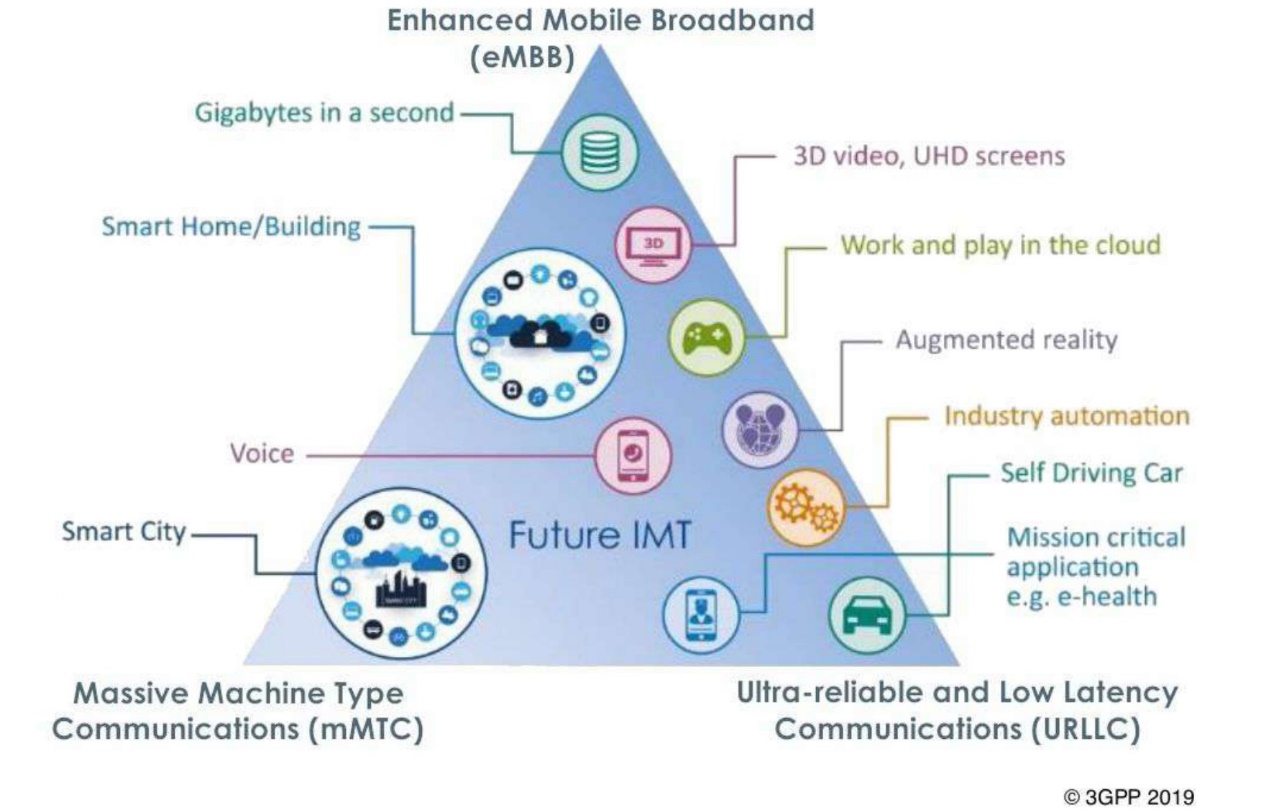 Enhanced Mobile Broadband
(eMBB)
Gigabytes in a second
3D video, UHD screens
Smart Home/Building
3D
Work and play in the cloud
Augmented reality
Industry automation
Voice
Self Driving Car
Smart City
Future IMT
Mission critical
application
e.g. e-health
Massive Machine Type
Communications (mMTC)
Ultra-reliable and Low Latency
Communications (URLLC)
© 3GPP 2019